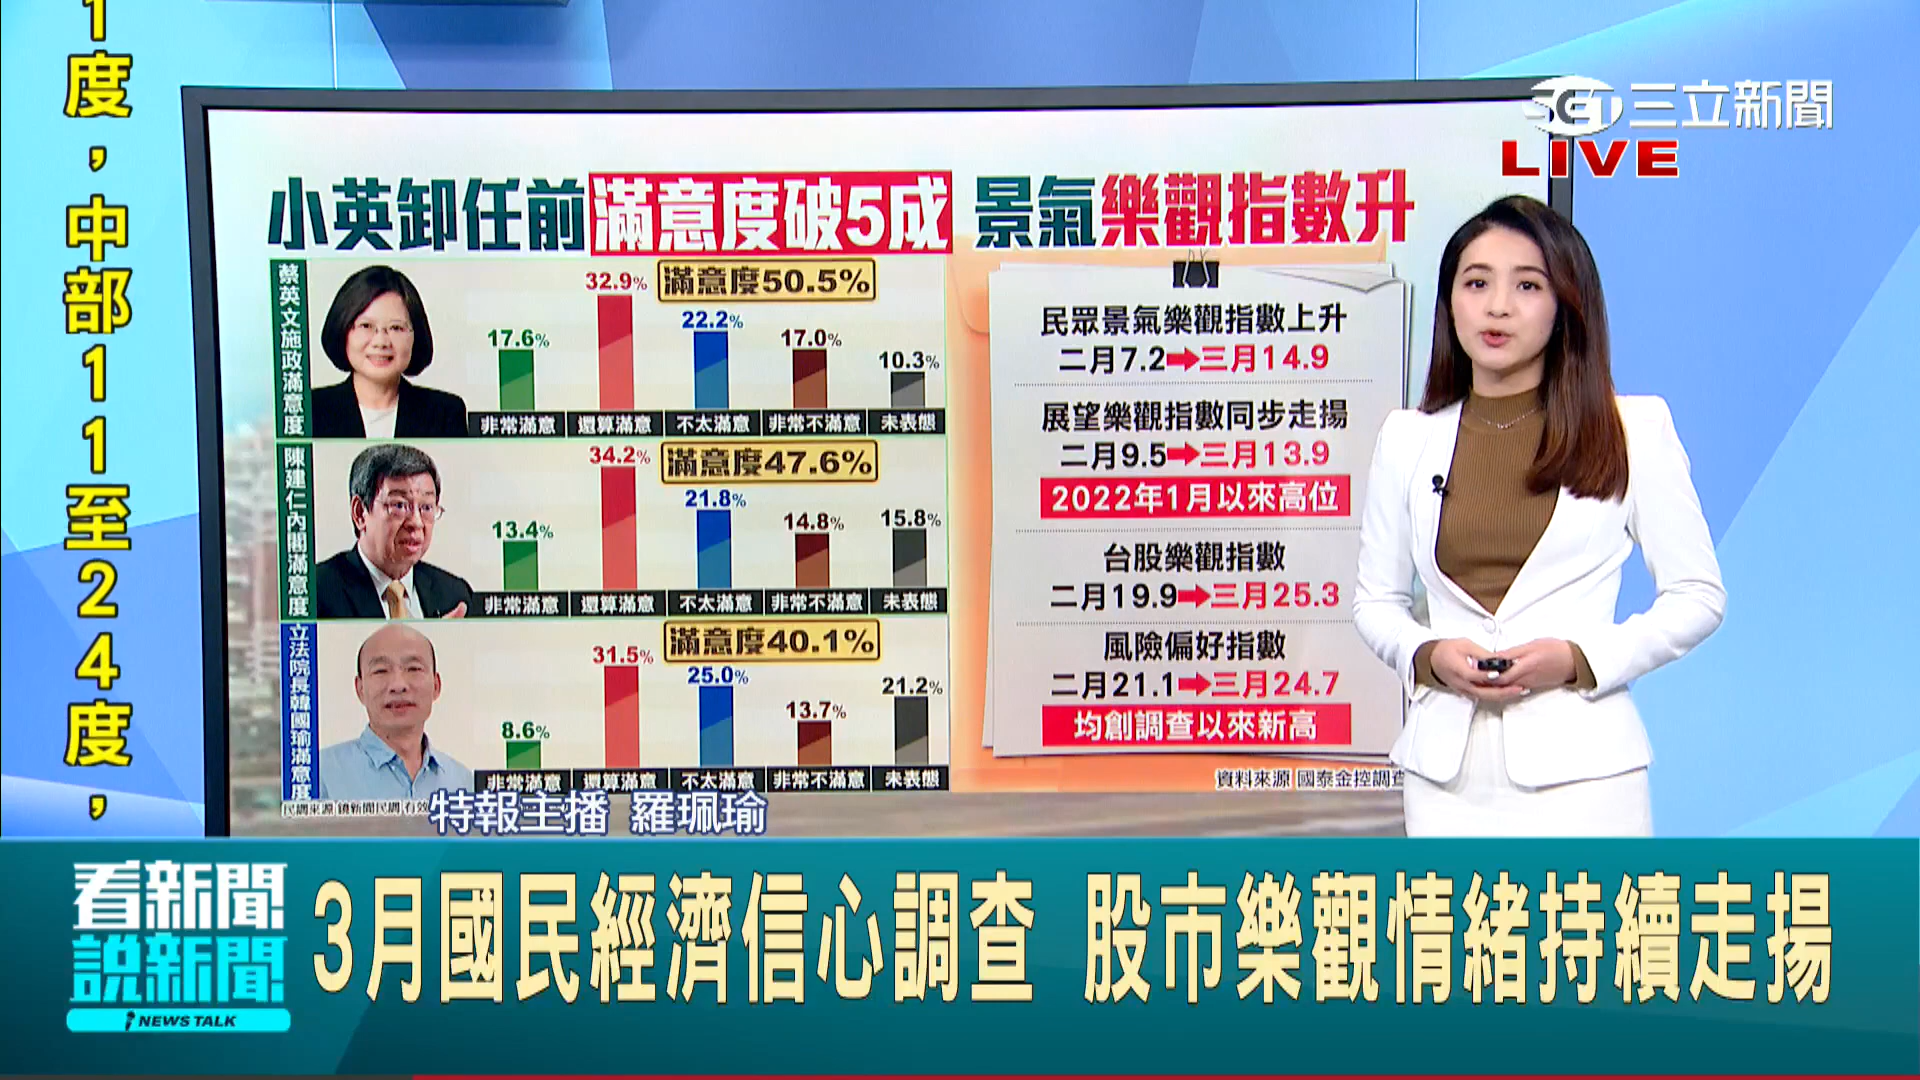 1度，中部11至24度，
SET三立新聞
LIVE
小英卸任前滿意度破5成 景氣樂觀指數升
蔡英文施政滿意度
滿意度50.5%
17.6%
32.9%
22.2%
17.0%
10.3%
非常滿意 還算滿意 不太滿意 非常不滿意 未表態
陳建仁內閣滿意度
滿意度47.6%
13.4%
34.2%
21.8%
14.8%
15.8%
非常滿意 還算滿意 不太滿意 非常不滿意 未表態
立法院長韓國瑜滿意度
滿意度40.1%
8.6%
31.5%
25.0%
13.7%
21.2%
非常滿意 還算滿意 不太滿意 非常不滿意 未表態
民調來源 鏡新聞民調 有效
民眾景氣樂觀指數上升
二月7.2➡三月14.9
展望樂觀指數同步走揚
二月9.5➡三月13.9
2022年1月以來高位
台股樂觀指數
二月19.9➡三月25.3
風險偏好指數
二月21.1➡三月24.7
均創調查以來新高
資料來源 國泰金控調查
特報主播 羅珮瑜
看新聞
說新聞
NEWS TALK
3月國民經濟信心調查 股市樂觀情緒持續走揚